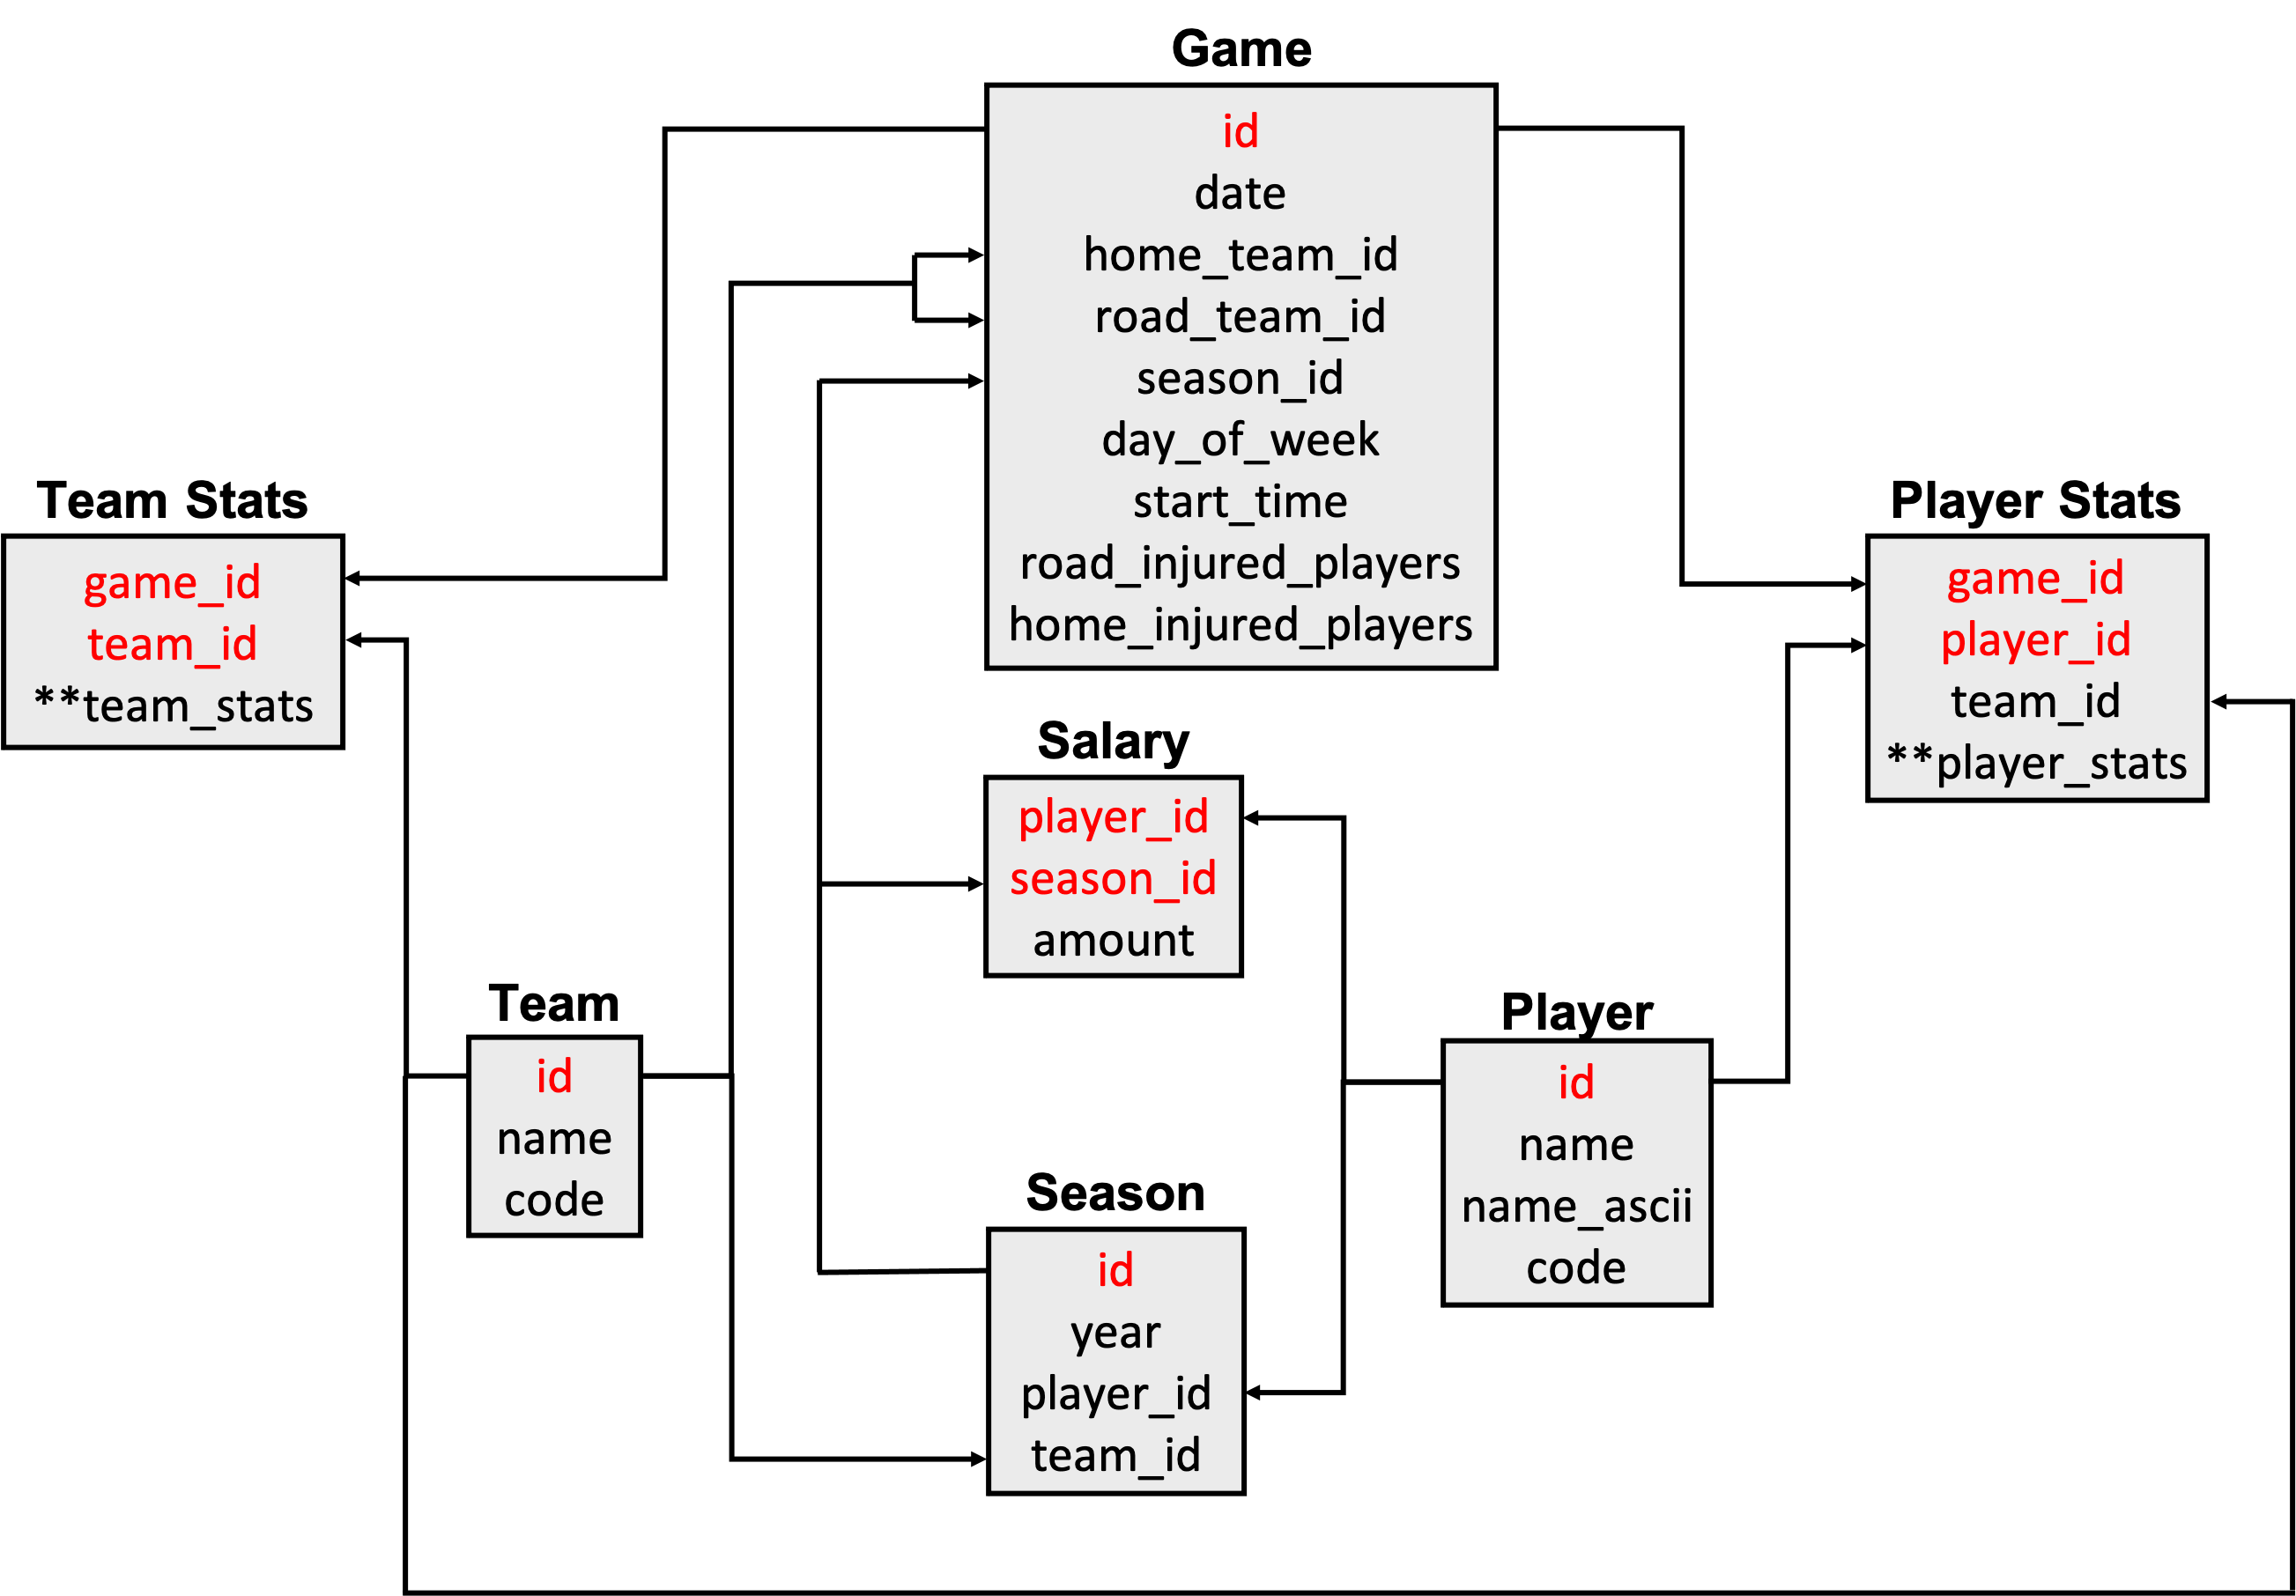 Game
id
date
home_team_id
road_team_id
season_id
day_of_week
start_time
road_injured_players
home_injured_players
Team Stats
game_id
team_id
**team_stats
Player Stats
game_id
player_id
team_id
**player_stats
Salary
player_id
season_id
amount
Team
id
name
code
Player
id
name
name_ascii
code
Season
id
year
player_id
team_id